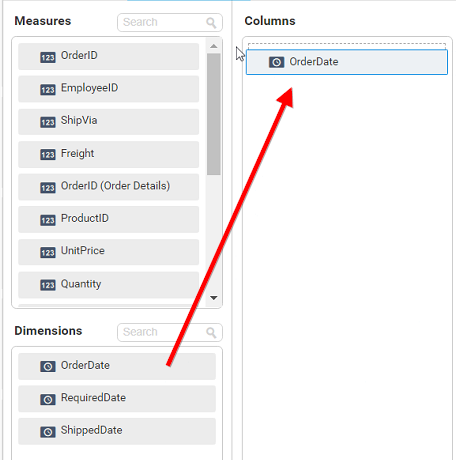 Measures
Search
123 OrderID
123 EmployeeID
123 ShipVia
123 Freight
123 OrderID (Order Details)
123 ProductID
123 UnitPrice
123 Quantity
Dimensions
Search
OrderDate
RequiredDate
ShippedDate
Columns
OrderDate